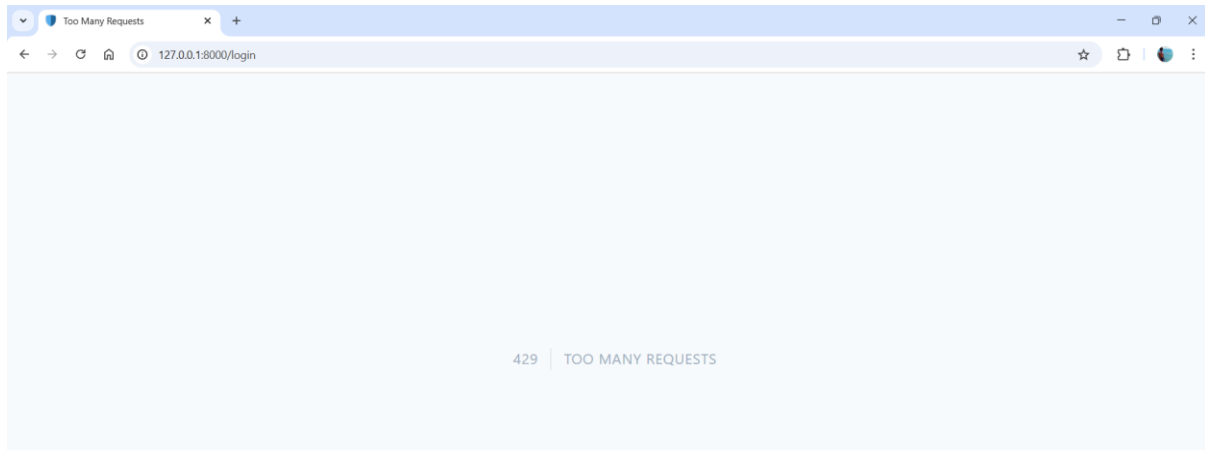 Too Many Requests
127.0.0.1:8000/login
429 TOO MANY REQUESTS